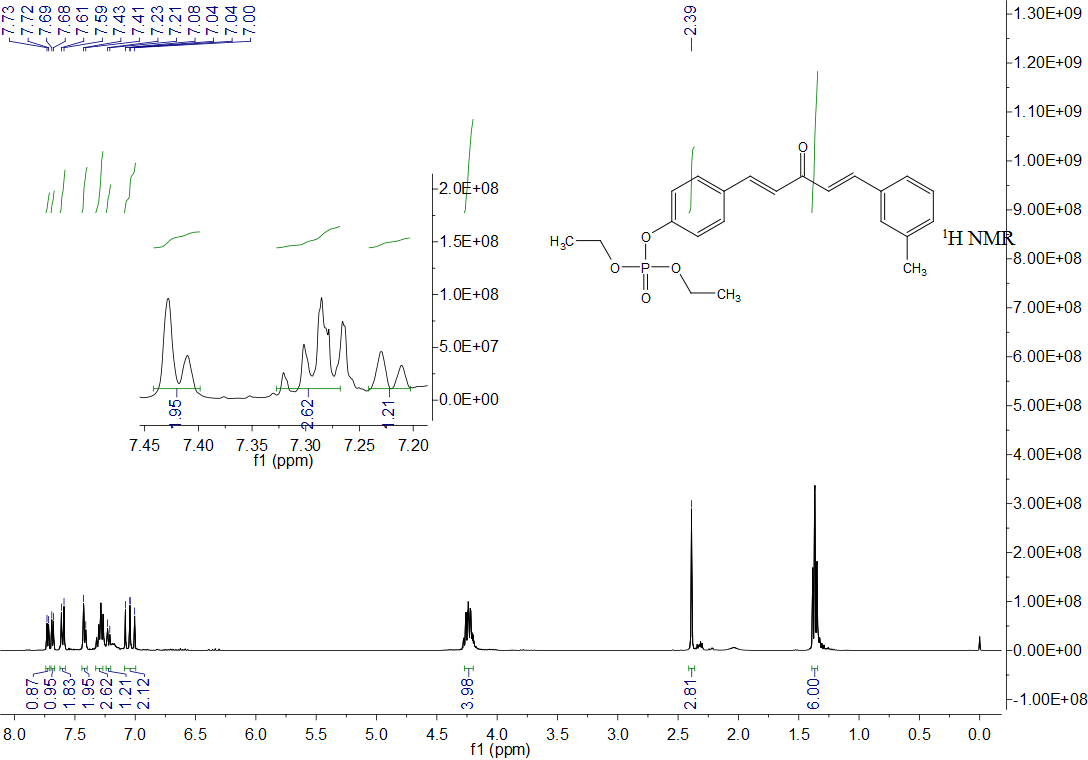 7.73
7.72
7.69
7.68
7.61
7.59
7.43
7.41
7.23
7.21
7.08
7.04
7.04
7.00
2.39
1.30E+09
1.20E+09
1.10E+09
1.00E+09
9.00E+08
8.00E+08
7.00E+08
6.00E+08
5.00E+08
4.00E+08
3.00E+08
2.00E+08
1.00E+08
0.00E+00
-1.00E+08
2.0E+08
1.5E+08
1.0E+08
5.0E+07
0.0E+00
1.95
2.62
1.21
7.45 7.40 7.35 7.30 7.25 7.20
f1 (ppm)
O
H₃C
O
O
P
O
O
CH₃
CH₃
¹H NMR
0.87
0.95
1.83
1.95
2.62
1.21
2.12
3.98
2.81
6.00
8.0 7.5 7.0 6.5 6.0 5.5 5.0 4.5 4.0 3.5 3.0 2.5 2.0 1.5 1.0 0.5 0.0
f1 (ppm)